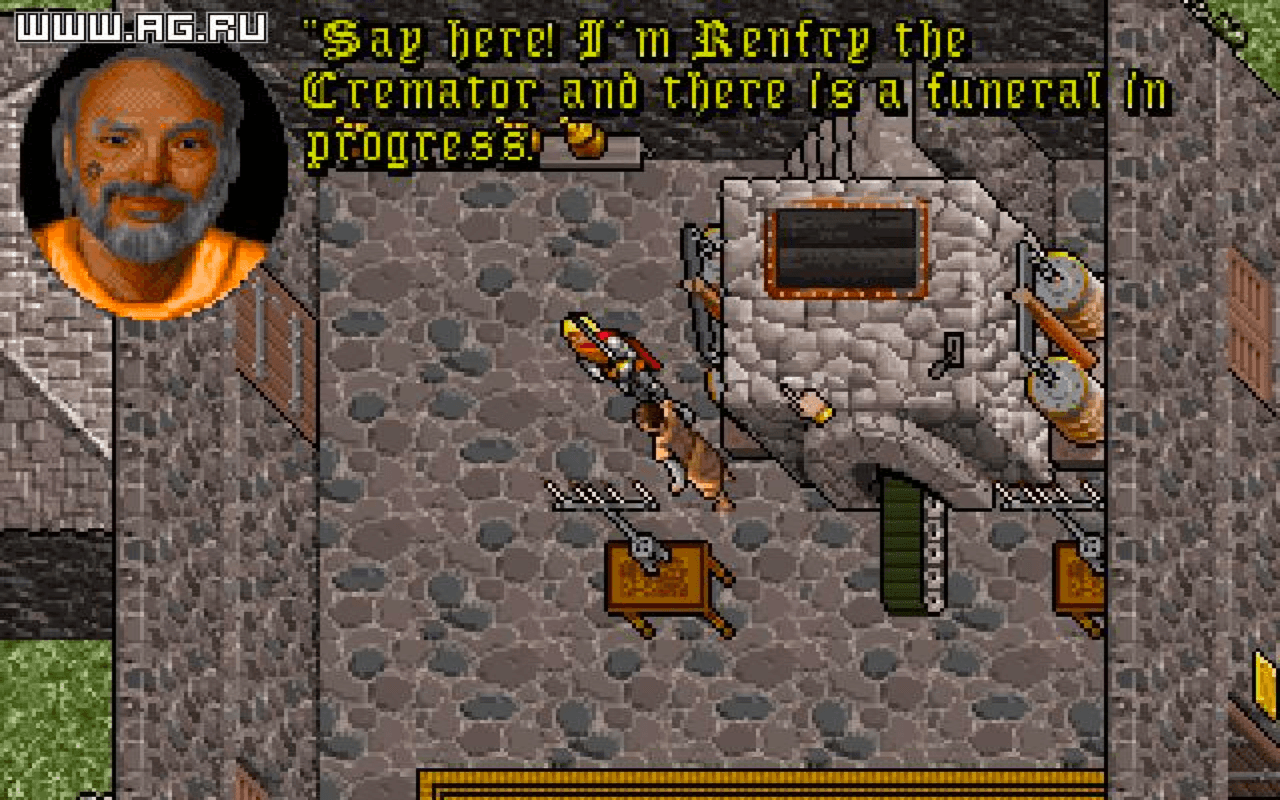 WWW.AG.RU
"Say here! I'm Renfry the
Cremator and there is a funeral in
progress.